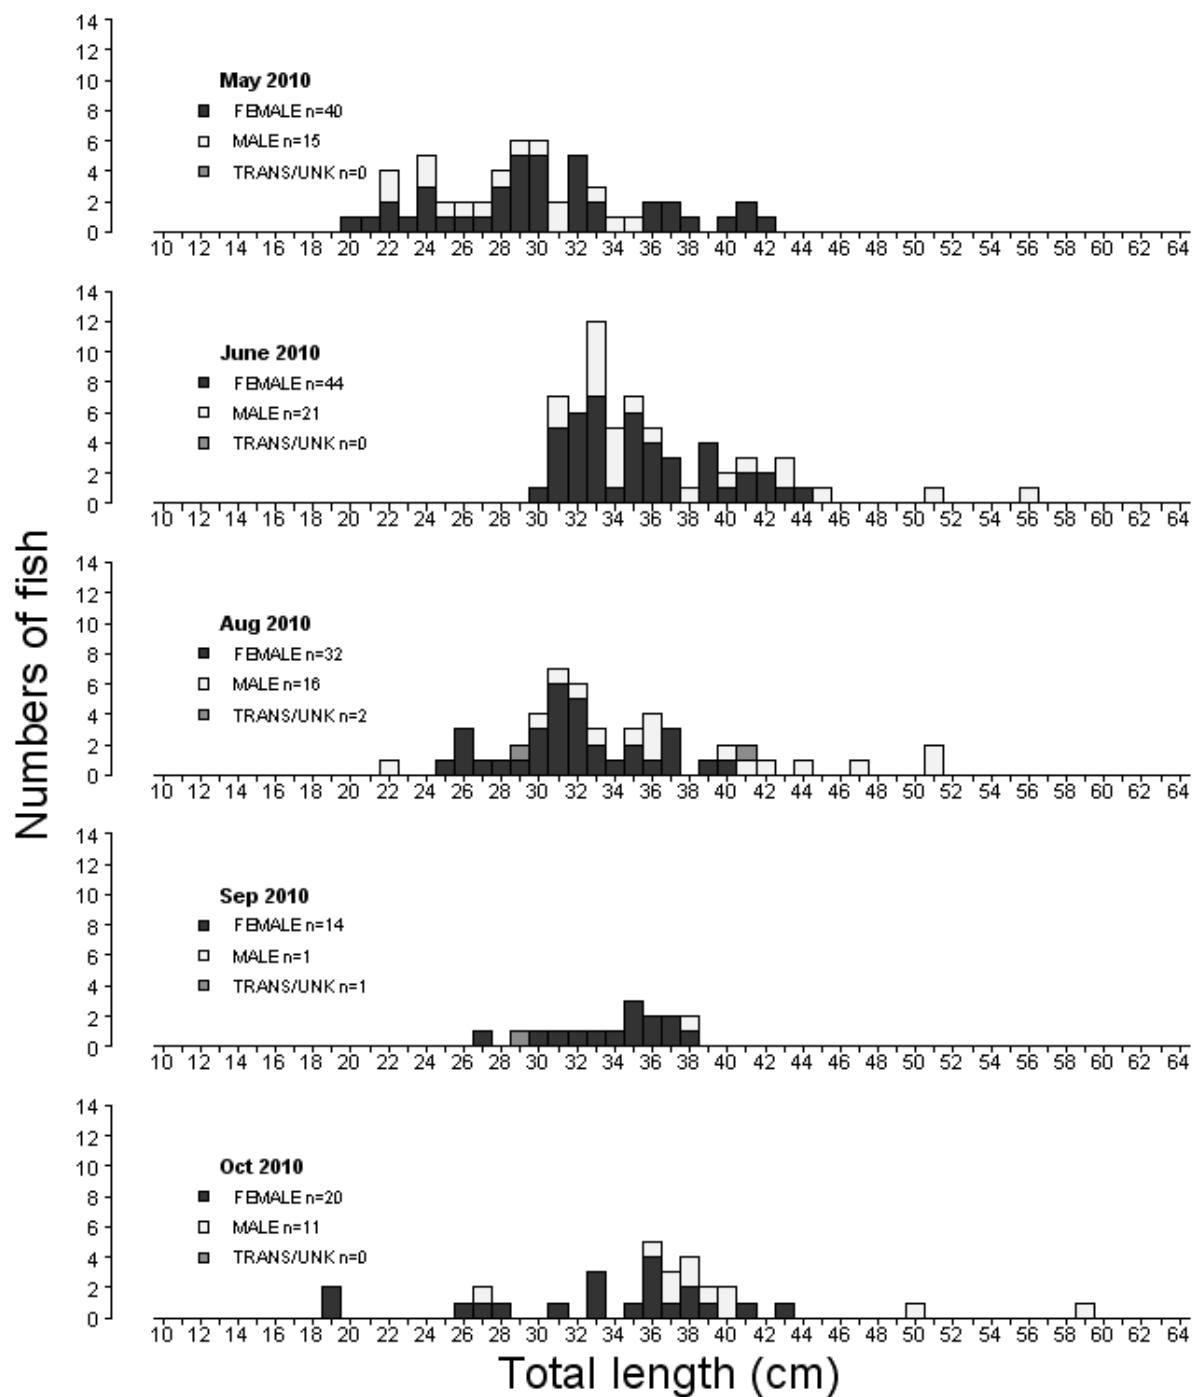 14
12
10
8
6
4
2
0
May 2010
FEMALE n=40
MALE n=15
TRANS/UNK n=0
10 12 14 16 18 20 22 24 26 28 30 32 34 36 38 40 42 44 46 48 50 52 54 56 58 60 62 64
14
12
10
8
6
4
2
0
June 2010
FEMALE n=44
MALE n=21
TRANS/UNK n=0
10 12 14 16 18 20 22 24 26 28 30 32 34 36 38 40 42 44 46 48 50 52 54 56 58 60 62 64
Numbers of fish
14
12
10
8
6
4
2
0
Aug 2010
FEMALE n=32
MALE n=16
TRANS/UNK n=2
10 12 14 16 18 20 22 24 26 28 30 32 34 36 38 40 42 44 46 48 50 52 54 56 58 60 62 64
14
12
10
8
6
4
2
0
Sep 2010
FEMALE n=14
MALE n=1
TRANS/UNK n=1
10 12 14 16 18 20 22 24 26 28 30 32 34 36 38 40 42 44 46 48 50 52 54 56 58 60 62 64
14
12
10
8
6
4
2
0
Oct 2010
FEMALE n=20
MALE n=11
TRANS/UNK n=0
10 12 14 16 18 20 22 24 26 28 30 32 34 36 38 40 42 44 46 48 50 52 54 56 58 60 62 64
Total length (cm)